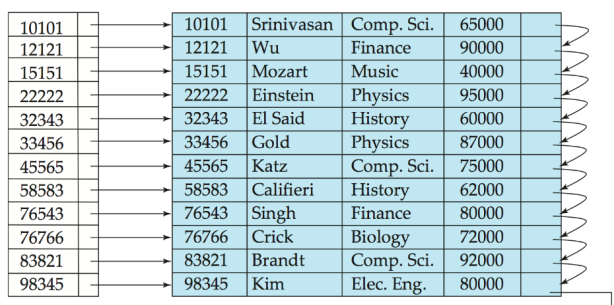 10101 10101 Srinivasan Comp. Sci. 65000
12121 12121 Wu Finance 90000
15151 15151 Mozart Music 40000
22222 22222 Einstein Physics 95000
32343 32343 El Said History 60000
33456 33456 Gold Physics 87000
45565 45565 Katz Comp. Sci. 75000
58583 58583 Califieri History 62000
76543 76543 Singh Finance 80000
76766 76766 Crick Biology 72000
83821 83821 Brandt Comp. Sci. 92000
98345 98345 Kim Elec. Eng. 80000